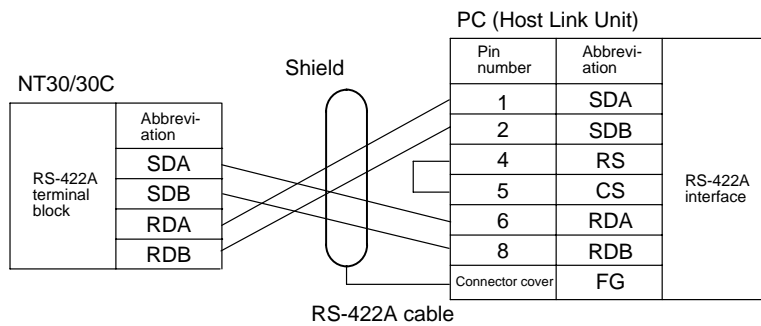 PC (Host Link Unit)
NT30/30C
Shield
Pin
number
Abbrevi-
ation
Abbrevi-
ation
1 SDA
2 SDB
4 RS
5 CS
6 RDA
8 RDB
Connector cover FG
RS-422A
interface
RS-422A
terminal
block
SDA
SDB
RDA
RDB
RS-422A cable